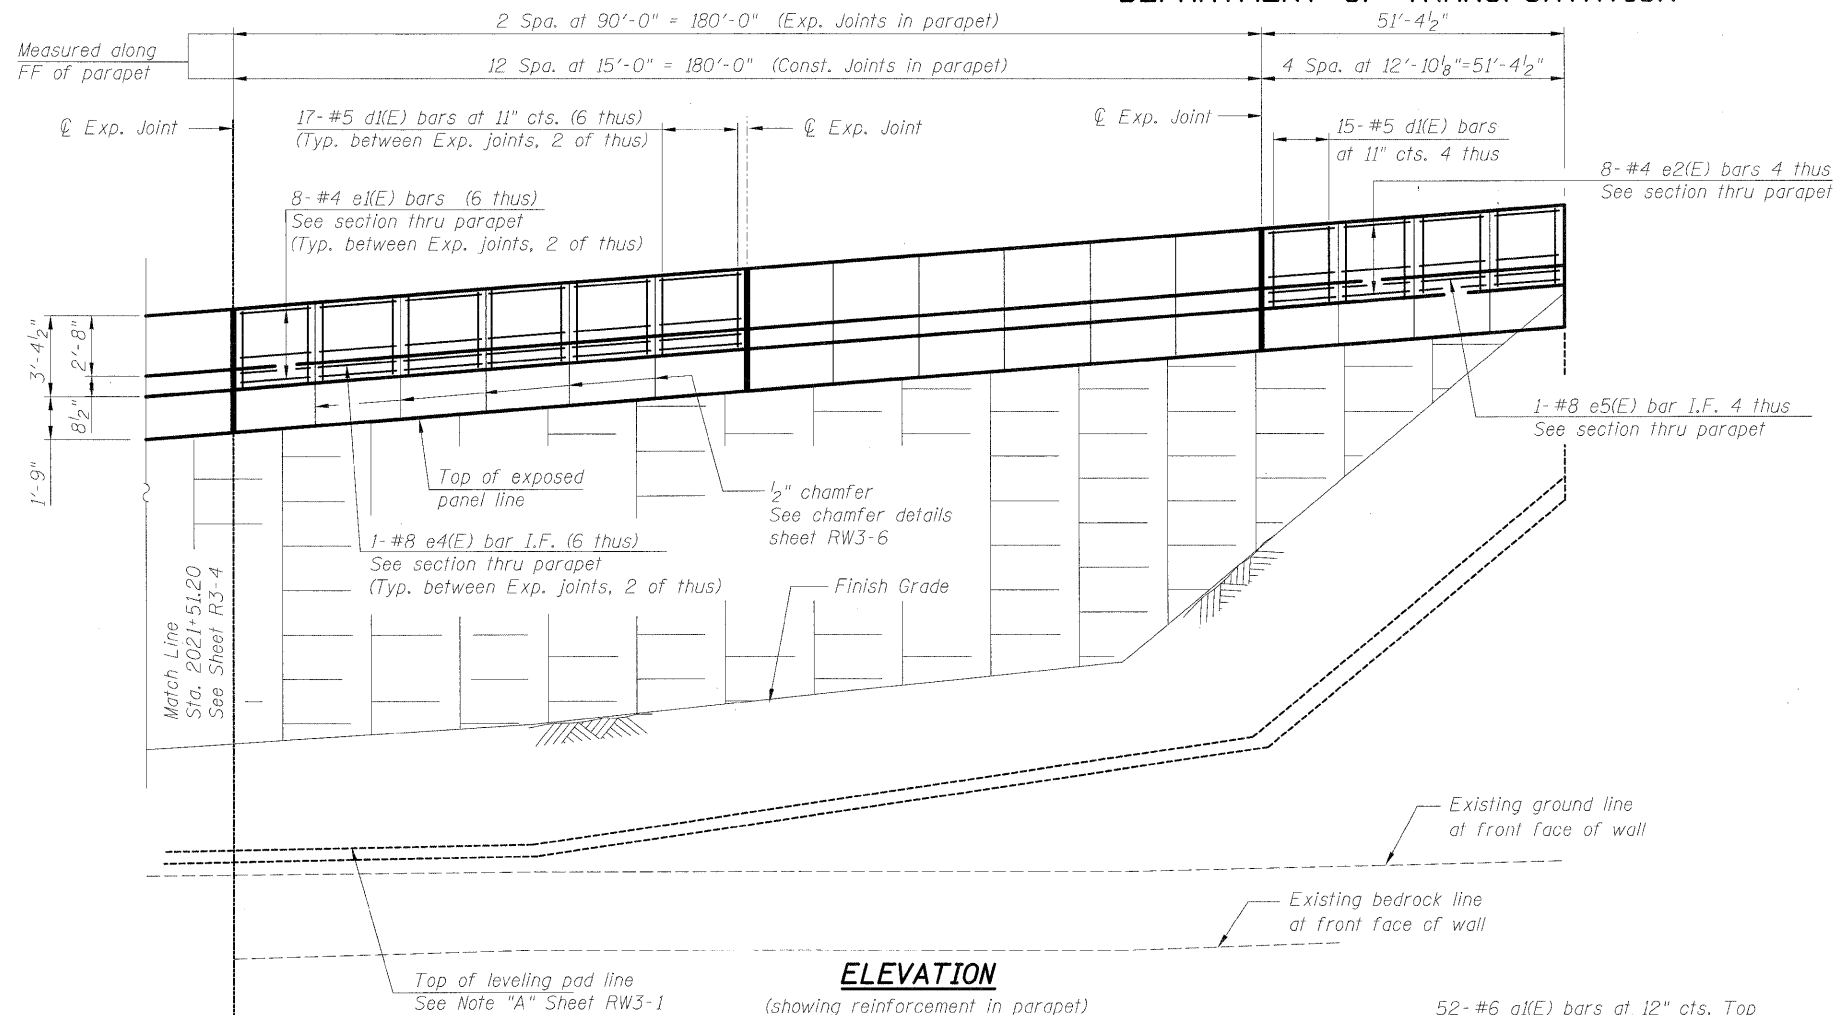 DEPARTMENT OF TRANSPORTATION
2 Spa. at 90'-0" = 180'-0" (Exp. Joints in parapet)
51'-4½"
Measured along
FF of parapet
12 Spa. at 15'-0" = 180'-0" (Const. Joints in parapet)
4 Spa. at 12'-10⅛"=51'-4½"
℄ Exp. Joint
17-#5 d1(E) bars at 11" cts. (6 thus)
(Typ. between Exp. joints, 2 of thus)
℄ Exp. Joint
℄ Exp. Joint
15-#5 d1(E) bars
at 11" cts. 4 thus
8-#4 e2(E) bars 4 thus
See section thru parapet
8-#4 e1(E) bars (6 thus)
See section thru parapet
(Typ. between Exp. joints, 2 of thus)
3'-4½"
2'-8"
8½"
1'-9"
1-#8 e5(E) bar I.F. 4 thus
See section thru parapet
Top of exposed
panel line
½" chamfer
See chamfer details
sheet RW3-6
1-#8 e4(E) bar I.F. (6 thus)
See section thru parapet
(Typ. between Exp. joints, 2 of thus)
Finish Grade
Match Line
Sta. 2021+51.20
See Sheet R3-4
Existing ground line
at front face of wall
Existing bedrock line
at front face of wall
Top of leveling pad line
See Note "A" Sheet RW3-1
ELEVATION
(showing reinforcement in parapet)
52-#6 a1(E) bars at 12" cts. Top